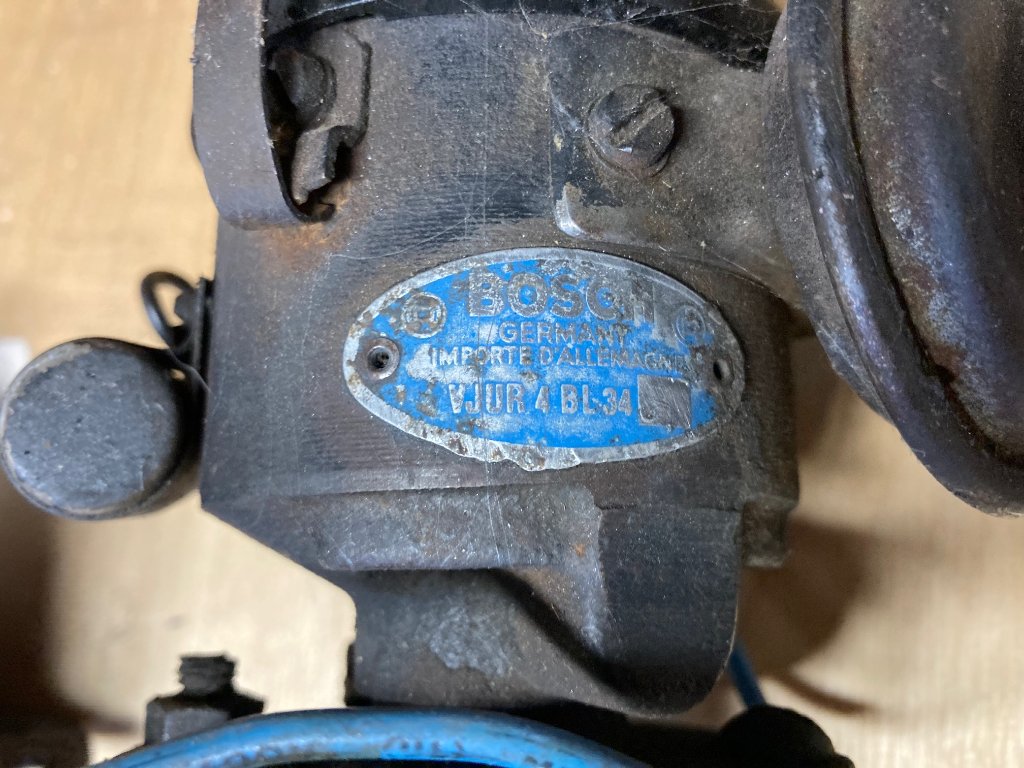 BOSCH
GERMANY
IMPORTE D'ALLEMAGNE
VJUR 4 BL 34